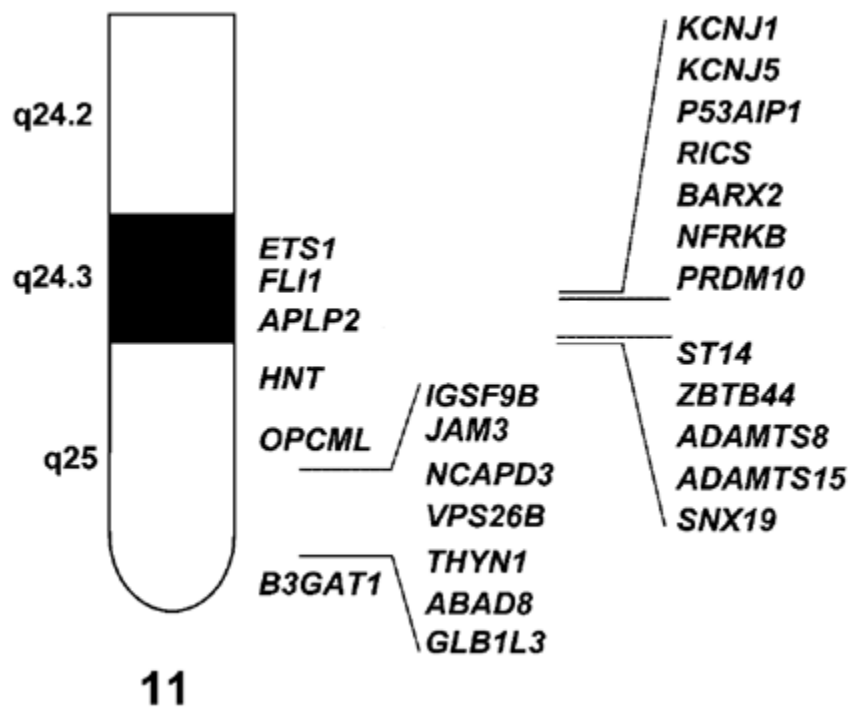 q24.2
q24.3
q25
ETS1
FLI1
APLP2
HNT
OPCML
B3GAT1
IGSF9B
JAM3
NCAPD3
VPS26B
THYN1
ABAD8
GLB1L3
KCNJ1
KCNJ5
P53AIP1
RICS
BARX2
NFRKB
PRDM10
ST14
ZBTB44
ADAMTS8
ADAMTS15
SNX19
11